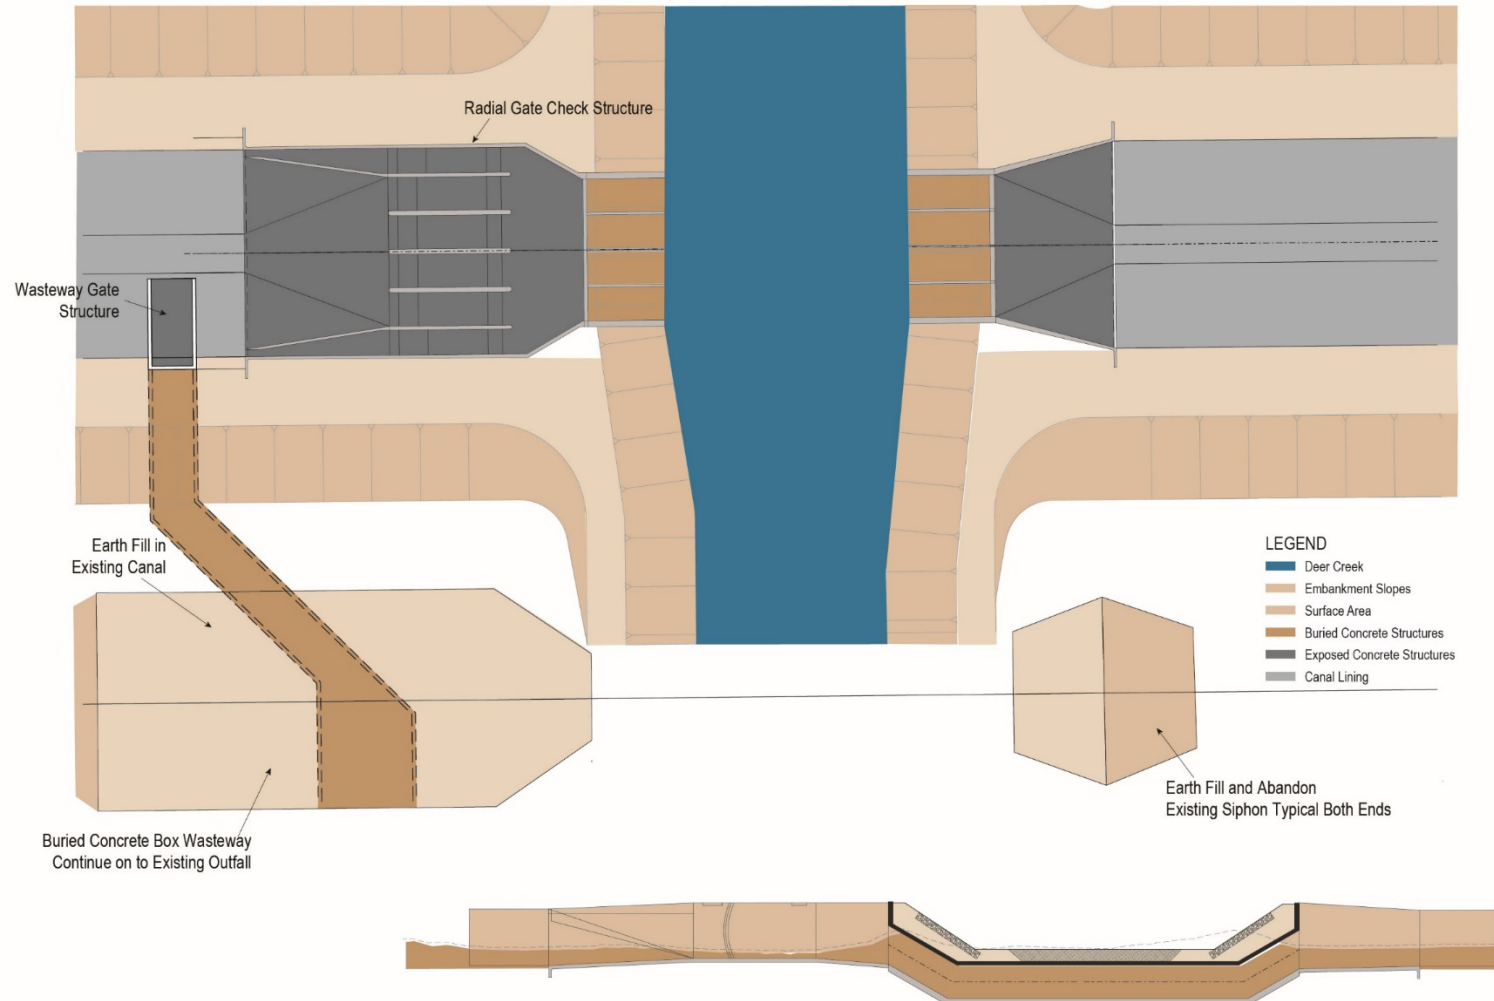 Radial Gate Check Structure
Wasteway Gate
Structure
Earth Fill in
Existing Canal
LEGEND
Deer Creek
Embankment Slopes
Surface Area
Buried Concrete Structures
Exposed Concrete Structures
Canal Lining
Earth Fill and Abandon
Existing Siphon Typical Both Ends
Buried Concrete Box Wasteway
Continue on to Existing Outfall